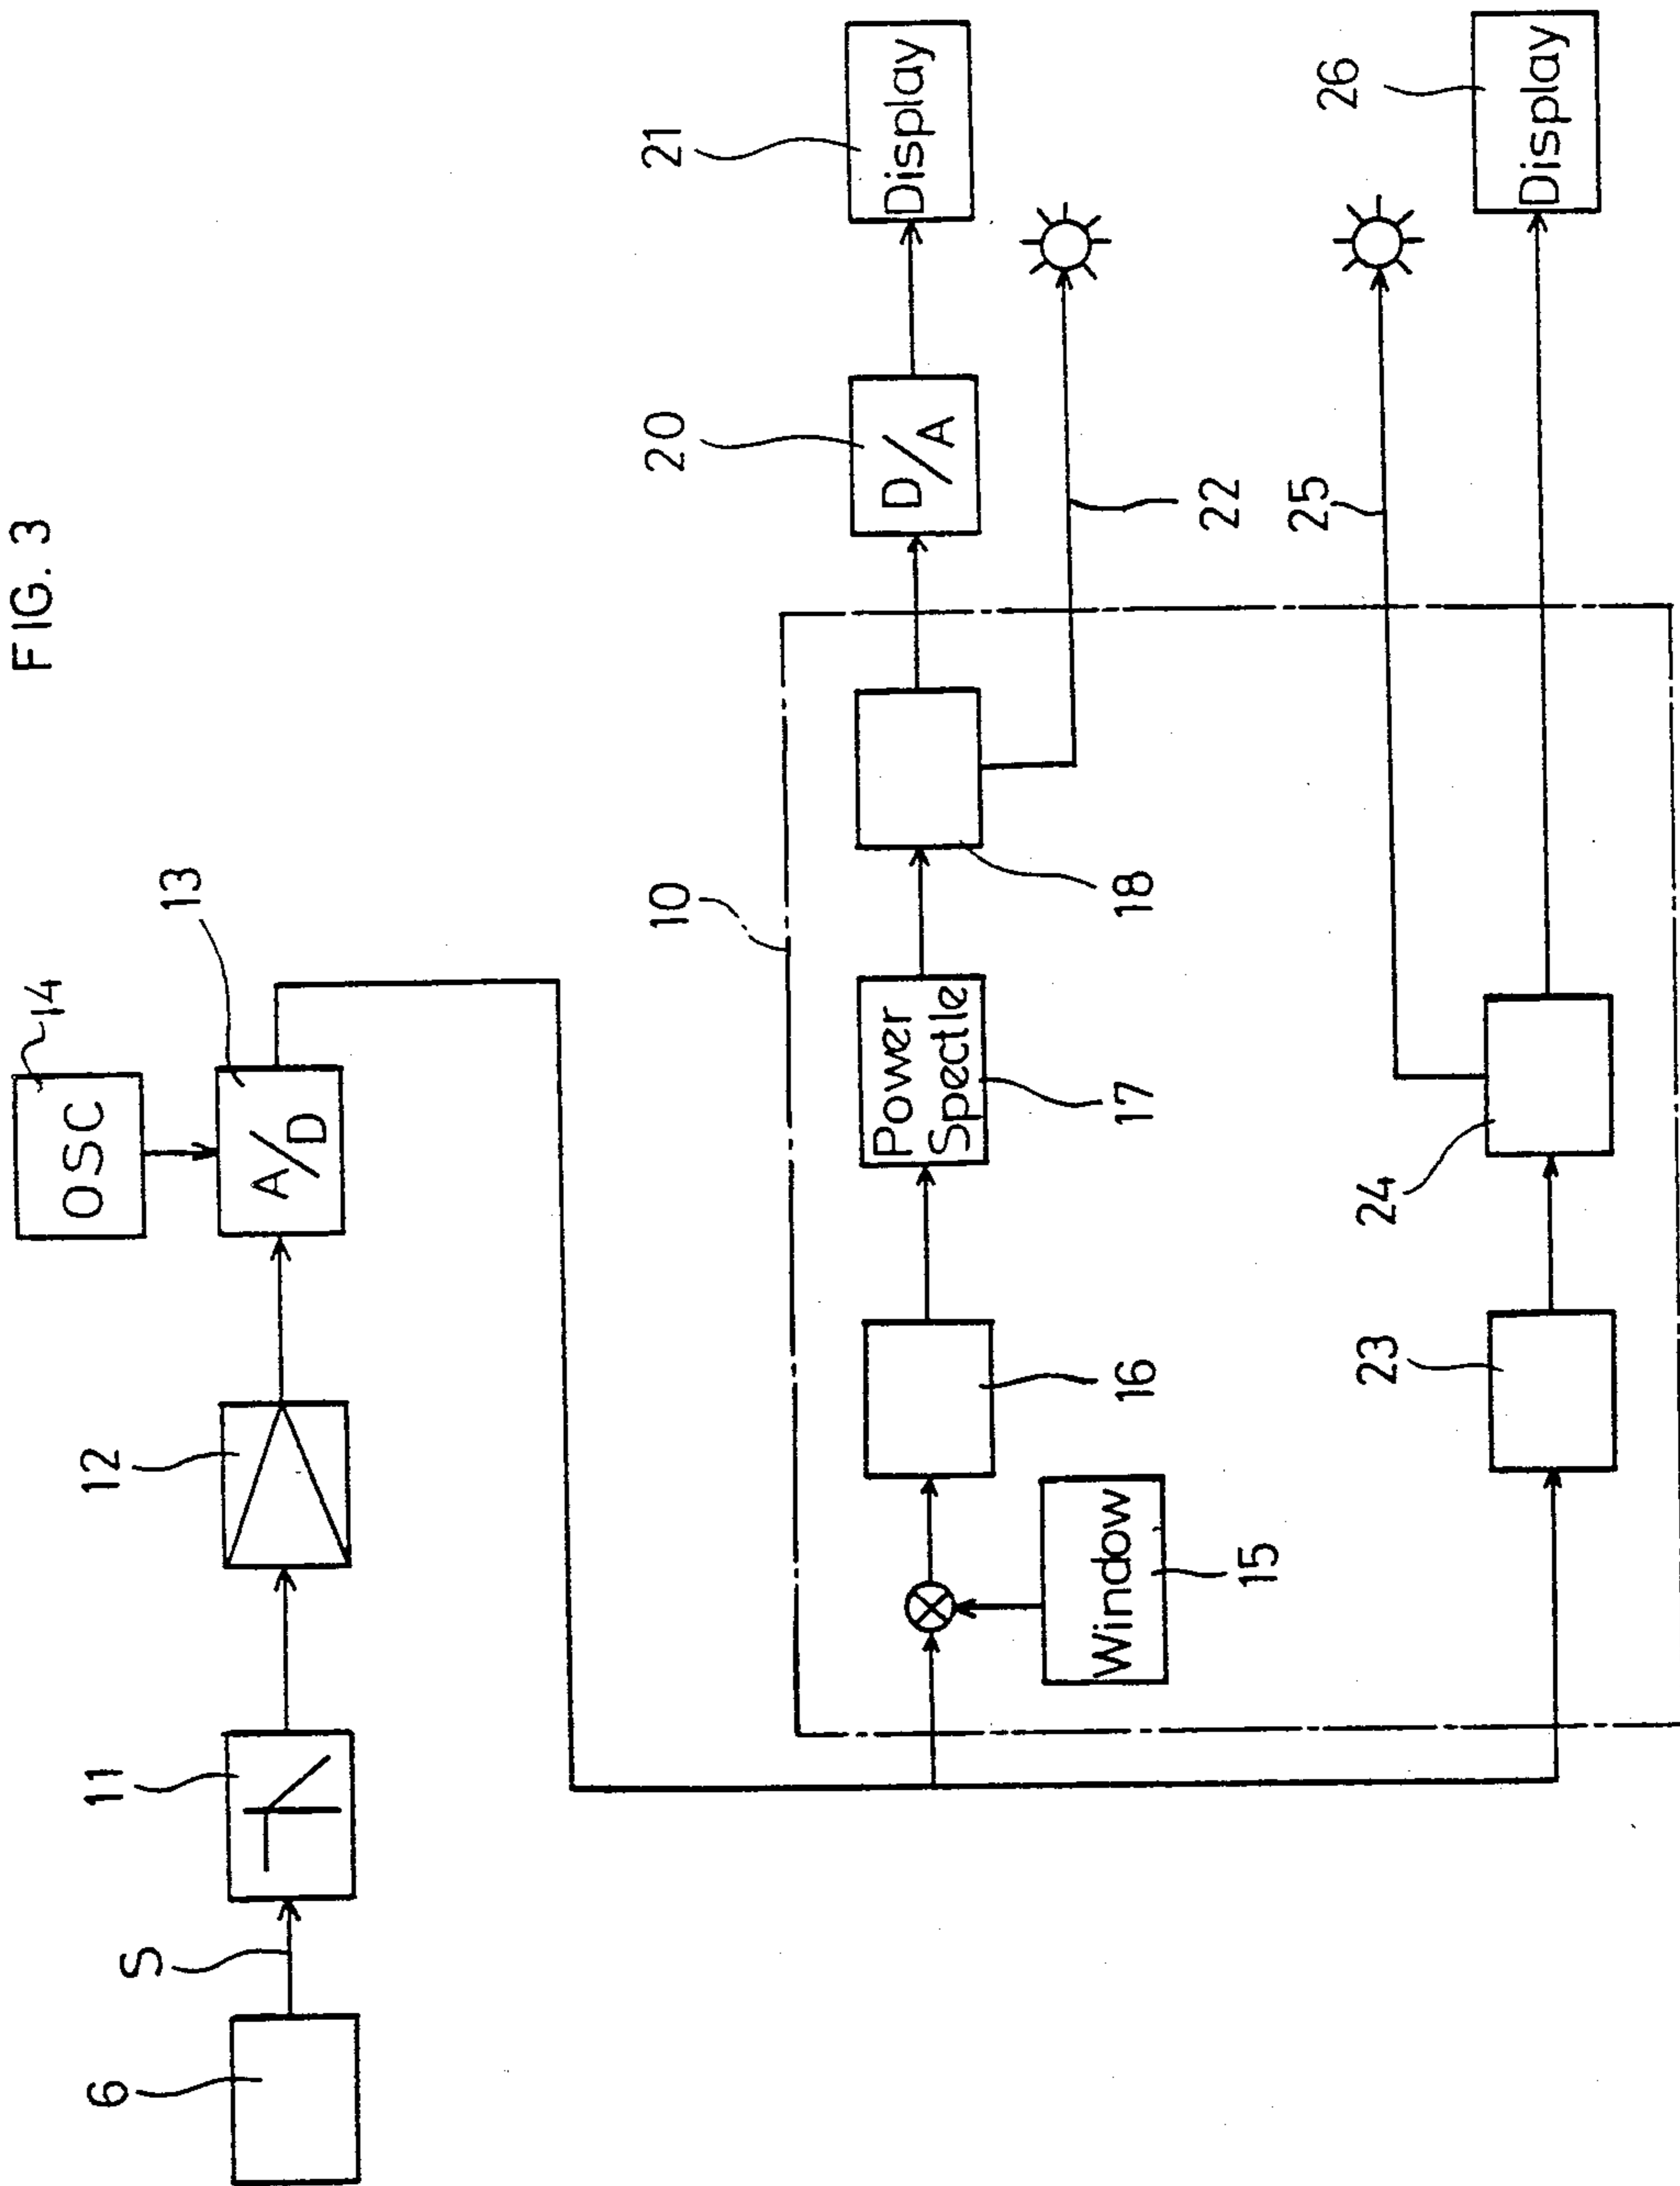 FIG. 3
6
S
11
12
14
OSC
13
A/D
10
15
Window
16
17
Power
Spectle
18
20
D/A
21
Display
22
23
24
25
26
Display